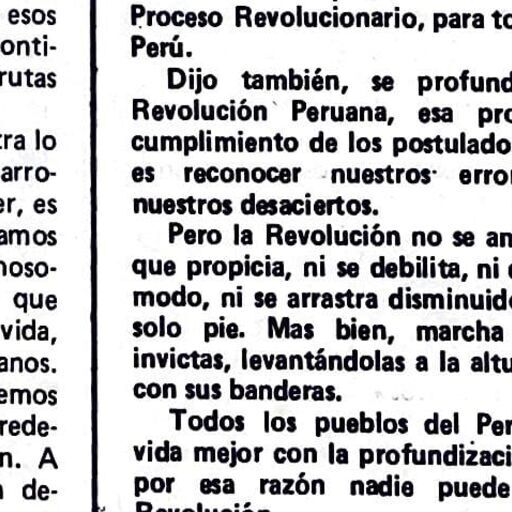 esos
onti-
rutas
tra lo
arro-
er, es
amos
noso-
que
vida,
anos.
emos
rede-
n. A
de-
Proceso Revolucionario, para to
Perú.
Dijo también, se profund
Revolución Peruana, esa pro
cumplimiento de los postulado
es reconocer nuestros erro
nuestros desaciertos.
Pero la Revolución no se am
que propicia, ni se debilita, ni
modo, ni se arrastra disminuid
solo pie. Mas bien, marcha
invictas, levantándolas a la altu
con sus banderas.
Todos los pueblos del Per
vida mejor con la profundizaci
por esa razón nadie puede
Revolución